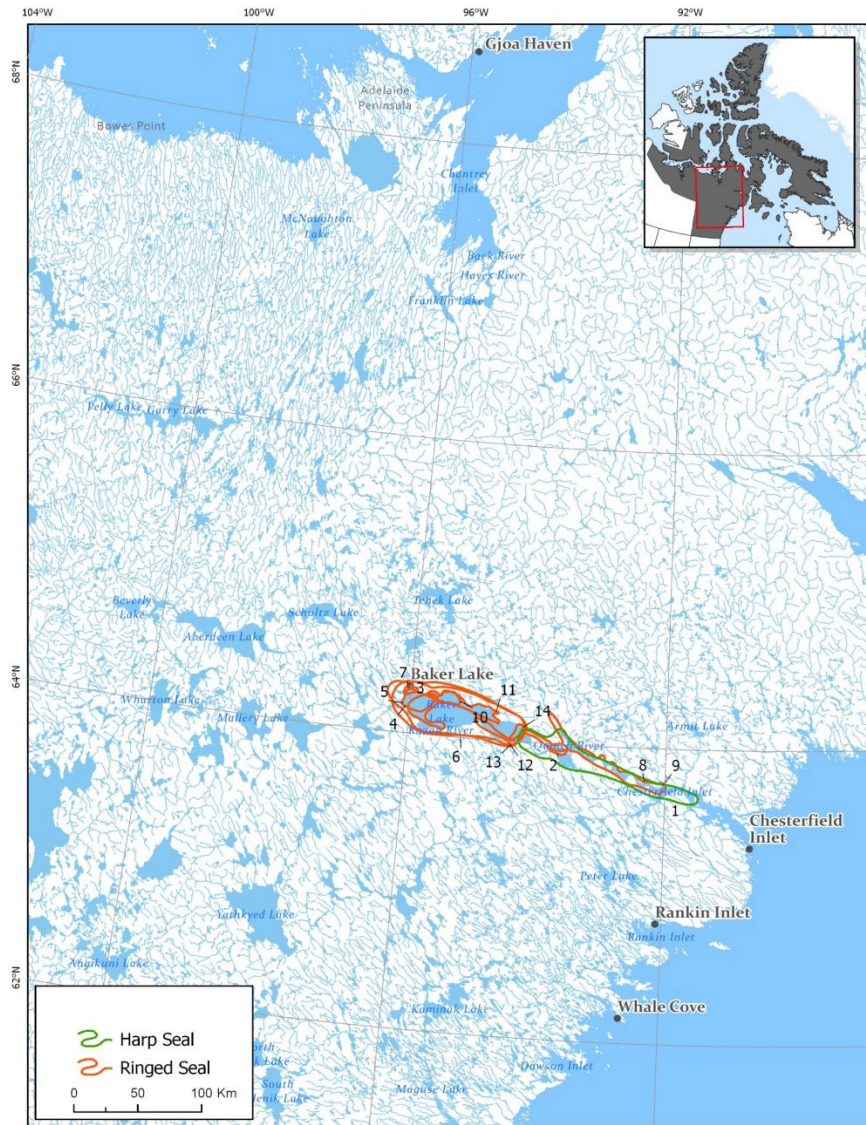 104°W
100°W
96°W
92°W
68°N
66°N
64°N
62°N
Gjoa Haven
Adelaide
Peninsula
Bowes Point
Chantrey
Inlet
McNaughton
Lake
Back River
Hayes River
Franklin Lake
Pelly Lake
Garry Lake
Beverly
Lake
Aberdeen Lake
Schultz Lake
Tehek Lake
Wharton Lake
Mallery Lake
7
Baker Lake
5
3
11
Baker
Lake
4
10
14
Kazan River
Quoich River
Armit Lake
6
13
12
2
8
9
Chesterfield Inlet
1
Chesterfield
Inlet
Peter Lake
Yathkyed Lake
Rankin Inlet
Rankin Inlet
Angikuni Lake
Kaminak Lake
Whale Cove
Dawson Inlet
South
Maguse Lake
Harp Seal
Ringed Seal
0 50 100 Km